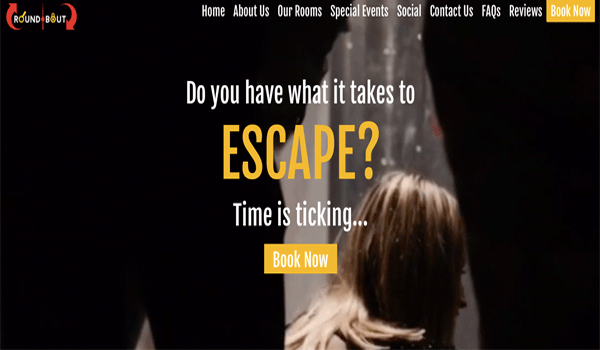 ROUND BOUT
Home About Us Our Rooms Special Events Social Contact Us FAQs Reviews Book Now
Do you have what it takes to
ESCAPE?
Time is ticking...
Book Now